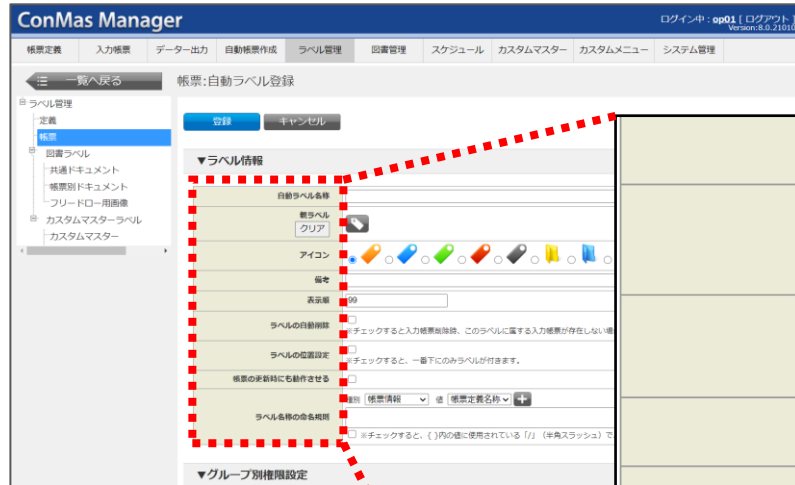 ConMas Manager
ログイン中 : op01 [ ログアウト ]
Version:8.0.21010
帳票定義 入力帳票 データー出力 自動帳票作成 ラベル管理 図書管理 スケジュール カスタムマスター カスタムメニュー システム管理
一覧へ戻る
帳票:自動ラベル登録
ラベル管理
定義
帳票
図書ラベル
共通ドキュメント
帳票別ドキュメント
フリードロー用画像
カスタムマスターラベル
カスタムマスター
登録 キャンセル
▼ラベル情報
自動ラベル名称
親ラベル
クリア
アイコン
備考
表示順 99
ラベルの自動削除
※チェックすると入力帳票削除時、このラベルに属する入力帳票が存在しない場
ラベルの位置設定
※チェックすると、一番下にのみラベルが付きます。
帳票の更新時にも動作させる
種別 帳票情報 値 帳票定義名称
ラベル名称の命名規則
※チェックすると、{ }内の値に使用されている「/」（半角スラッシュ）で
▼グループ別権限設定